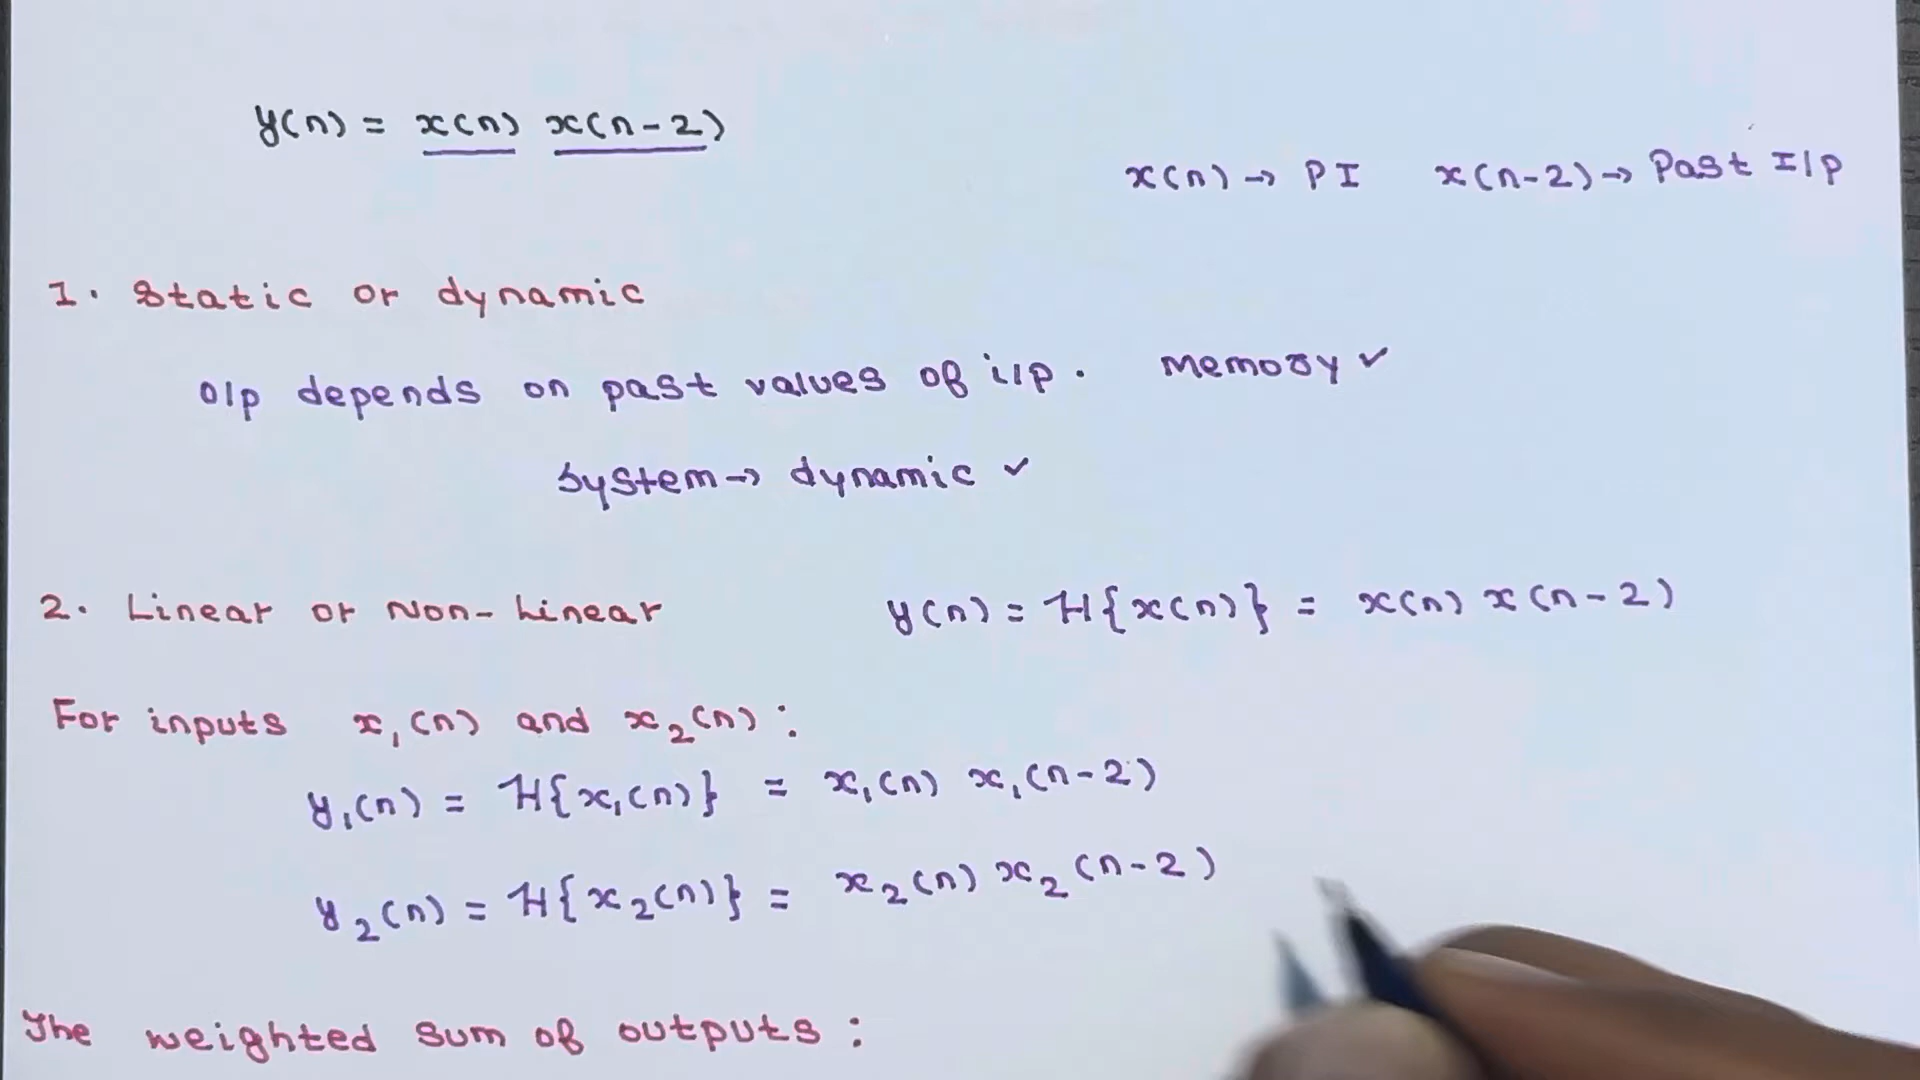 y(n) = x(n) x(n-2)
x(n) → PI x(n-2) → Past I/p
1. Static or dynamic
o/p depends on past values of i/p. Memory ✓
System → dynamic ✓
2. Linear or Non-Linear y(n) = H{x(n)} = x(n) x(n-2)
For inputs x₁(n) and x₂(n) :
y₁(n) = H{x₁(n)} = x₁(n) x₁(n-2)
y₂(n) = H{x₂(n)} = x₂(n) x₂(n-2)
The weighted sum of outputs :